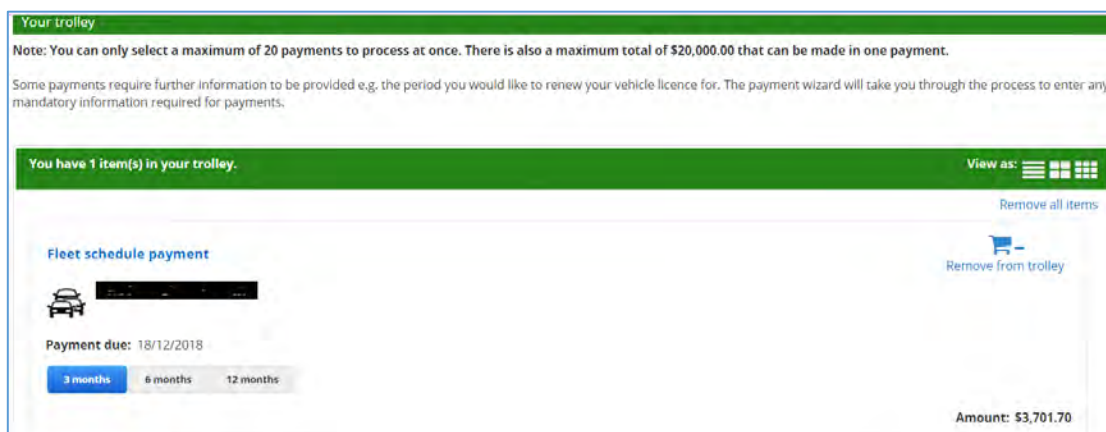 Your trolley
Note: You can only select a maximum of 20 payments to process at once. There is also a maximum total of $20,000.00 that can be made in one payment.
Some payments require further information to be provided e.g. the period you would like to renew your vehicle licence for. The payment wizard will take you through the process to enter any
mandatory information required for payments.
You have 1 item(s) in your trolley.
View as:
Remove all items
Fleet schedule payment
Remove from trolley
Payment due: 18/12/2018
3 months 6 months 12 months
Amount: $3,701.70